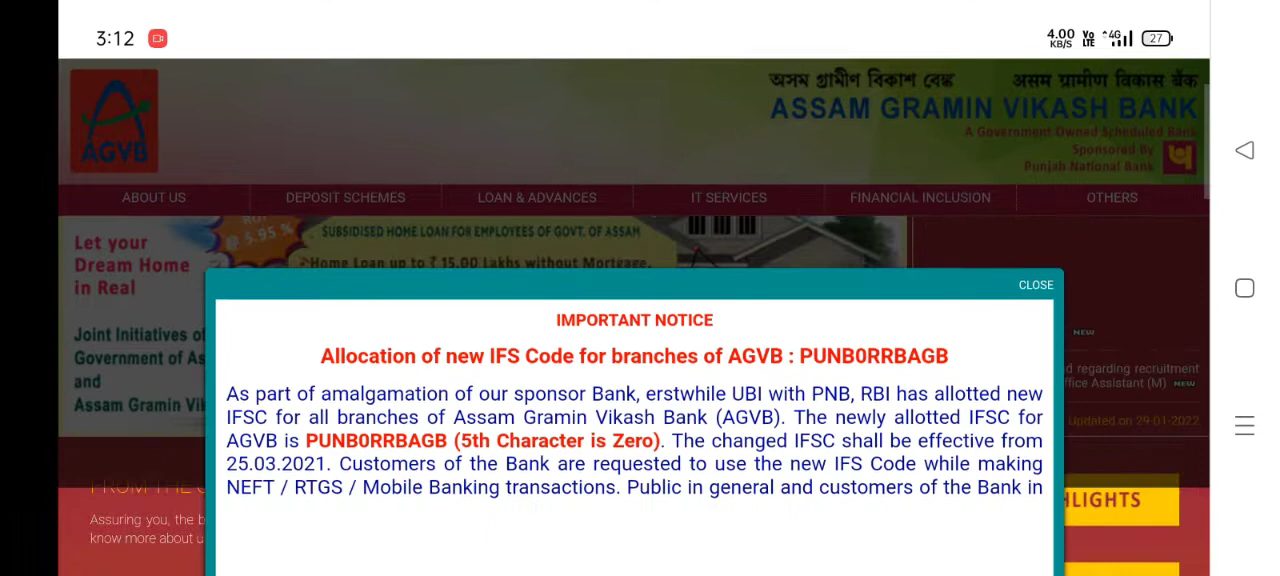 3:12
4.00 KB/S Vo LTE 4G 27
অসম গ্রামীণ বিকাশ বেংক असम ग्रामीण विकास बैंक
ASSAM GRAMIN VIKASH BANK
A Government Owned Scheduled Bank
Sponsored By
Punjab National Bank
AGVB
ABOUT US DEPOSIT SCHEMES LOAN & ADVANCES IT SERVICES FINANCIAL INCLUSION OTHERS
@ 5.95 %
SUBSIDISED HOME LOAN FOR EMPLOYEES OF GOVT. OF ASSAM
Let your
Dream Home
in Real
Home Loan up to ₹ 15.00 Lakhs without Mortgage.
Joint Initiatives of
Government of As
and
Assam Gramin Vi
CLOSE
IMPORTANT NOTICE
Allocation of new IFS Code for branches of AGVB : PUNB0RRBAGB
As part of amalgamation of our sponsor Bank, erstwhile UBI with PNB, RBI has allotted new
IFSC for all branches of Assam Gramin Vikash Bank (AGVB). The newly allotted IFSC for
AGVB is PUNB0RRBAGB (5th Character is Zero). The changed IFSC shall be effective from
25.03.2021. Customers of the Bank are requested to use the new IFS Code while making
NEFT / RTGS / Mobile Banking transactions. Public in general and customers of the Bank in
NEW
d regarding recruitment
ffice Assistant (M) NEW
Updated on 29-01-2022
FROM THE
HLIGHTS
Assuring you, the b
know more about u